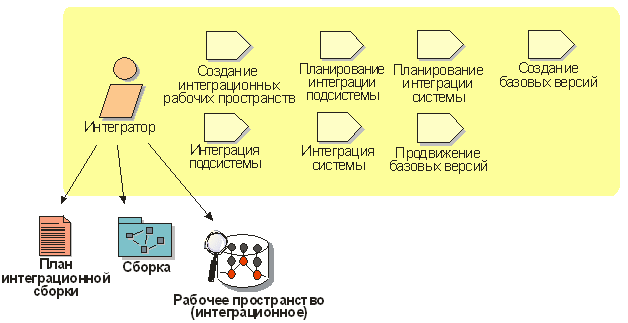 Создание
интеграционных
рабочих пространств
Планирование
интеграции
подсистемы
Планирование
интеграции
системы
Создание
базовых версий
Интегратор
Интеграция
подсистемы
Интеграция
система
Продвижение
базовых версий
План
интеграционной
сборки
Сборка
Рабочее пространство
(интеграционное)